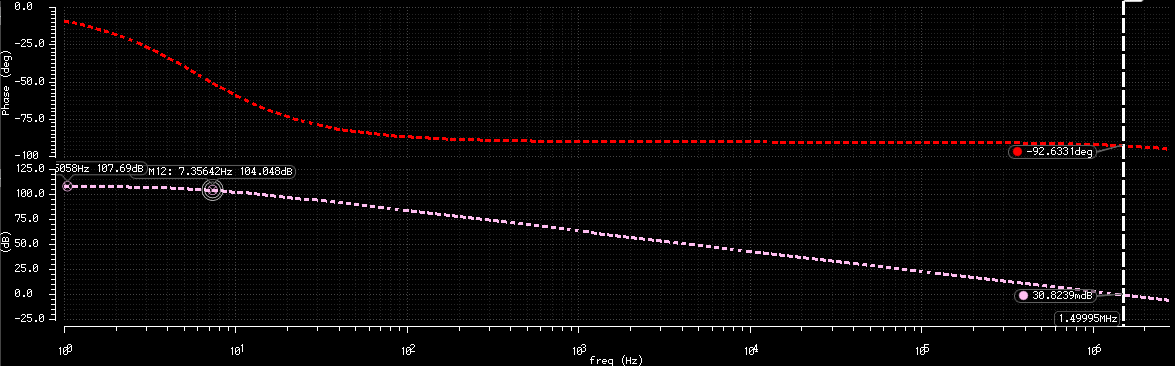 0.0
-25.0
-50.0
-75.0
-100
Phase (deg)
-92.6331deg
125.0
100.0
75.0
50.0
25.0
0.0
-25.0
(dB)
5058Hz 107.69dB
M12: 7.35642Hz 104.048dB
30.8239mdB
1.49995MHz
10⁰ 10¹ 10² 10³ 10⁴ 10⁵ 10⁶
freq (Hz)